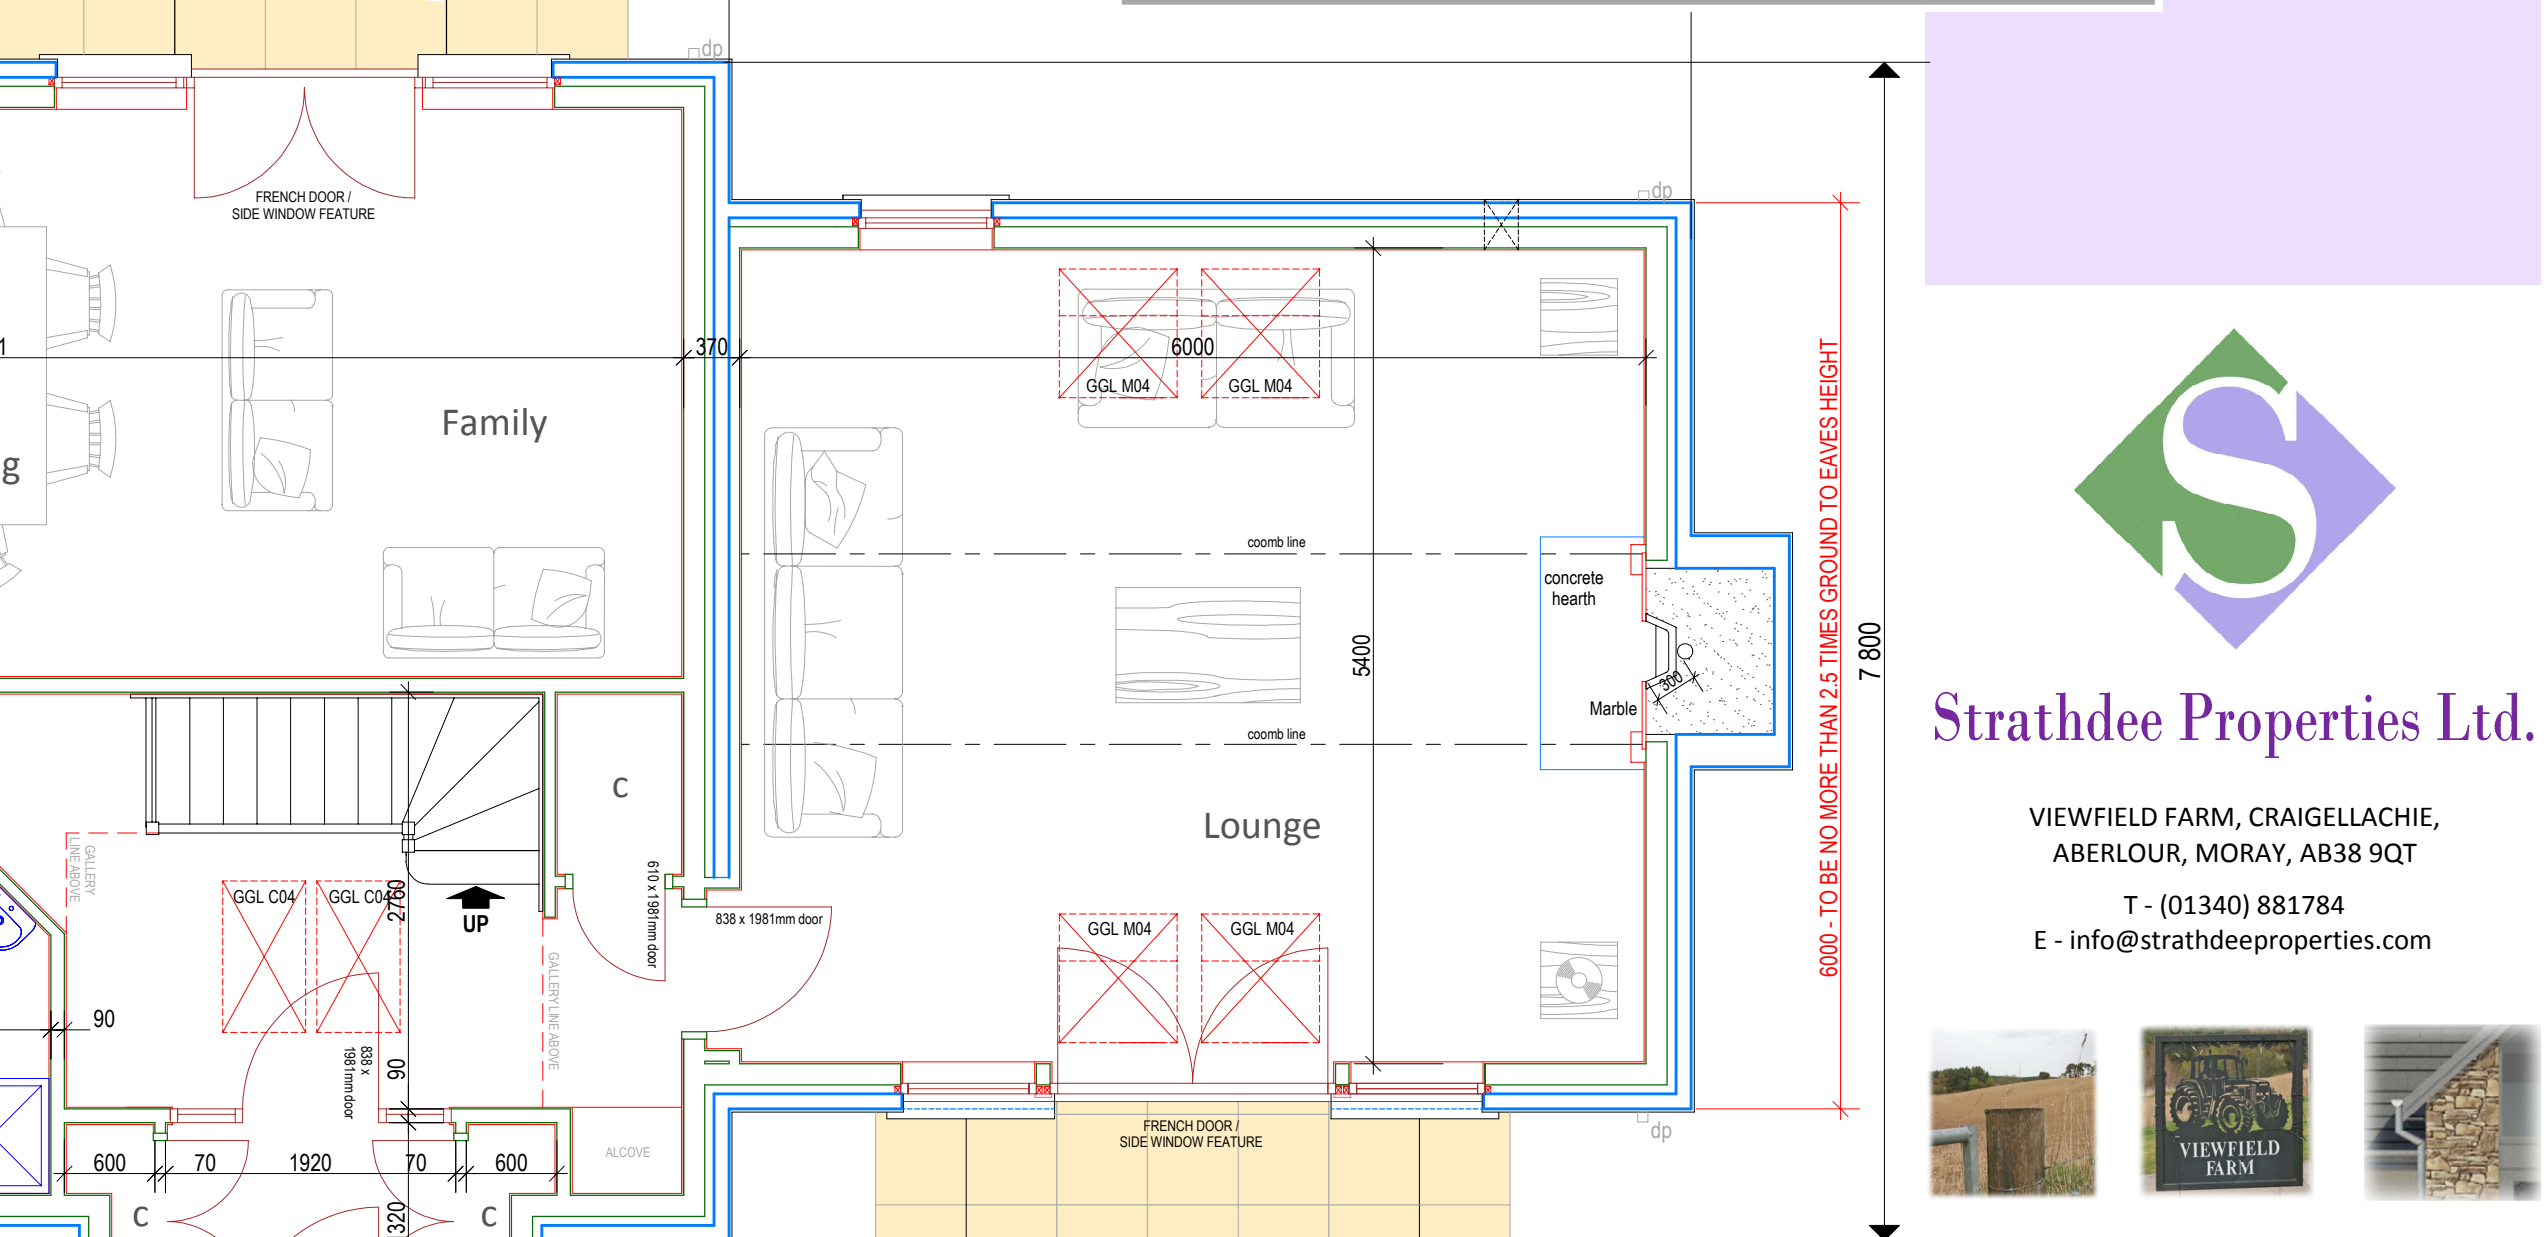 dp
FRENCH DOOR /
SIDE WINDOW FEATURE
dp
370
6000
GGL M04
GGL M04
Family
g
coomb line
concrete
hearth
5400
300
Marble
coomb line
C
Lounge
6000 - TO BE NO MORE THAN 2.5 TIMES GROUND TO EAVES HEIGHT
7 800
GALLERY
LINE ABOVE
GGL C04
GGL C04
2760
UP
610 x 1981mm door
838 x 1981mm door
GGL M04
GGL M04
GALLERY LINE ABOVE
90
838 x
1981mm door
90
FRENCH DOOR /
SIDE WINDOW FEATURE
dp
ALCOVE
600
70
1920
70
600
C
C
320
Strathdee Properties Ltd.
VIEWFIELD FARM, CRAIGELLACHIE,
ABERLOUR, MORAY, AB38 9QT
T - (01340) 881784
E - info@strathdeeproperties.com
VIEWFIELD
FARM